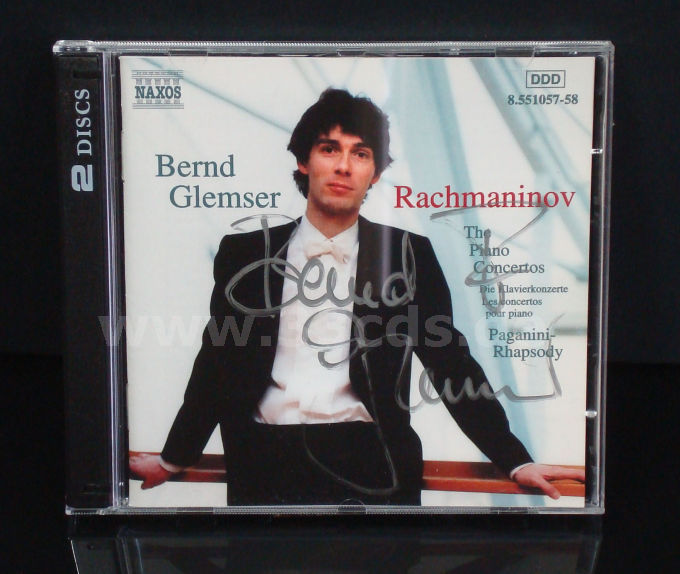 2 DISCS
NAXOS
DDD
8.551057-58
Bernd
Glemser
Rachmaninov
The
Piano
Concertos
Die Klavierkonzerte
Les concertos
pour piano
Paganini-
Rhapsody
Bernd